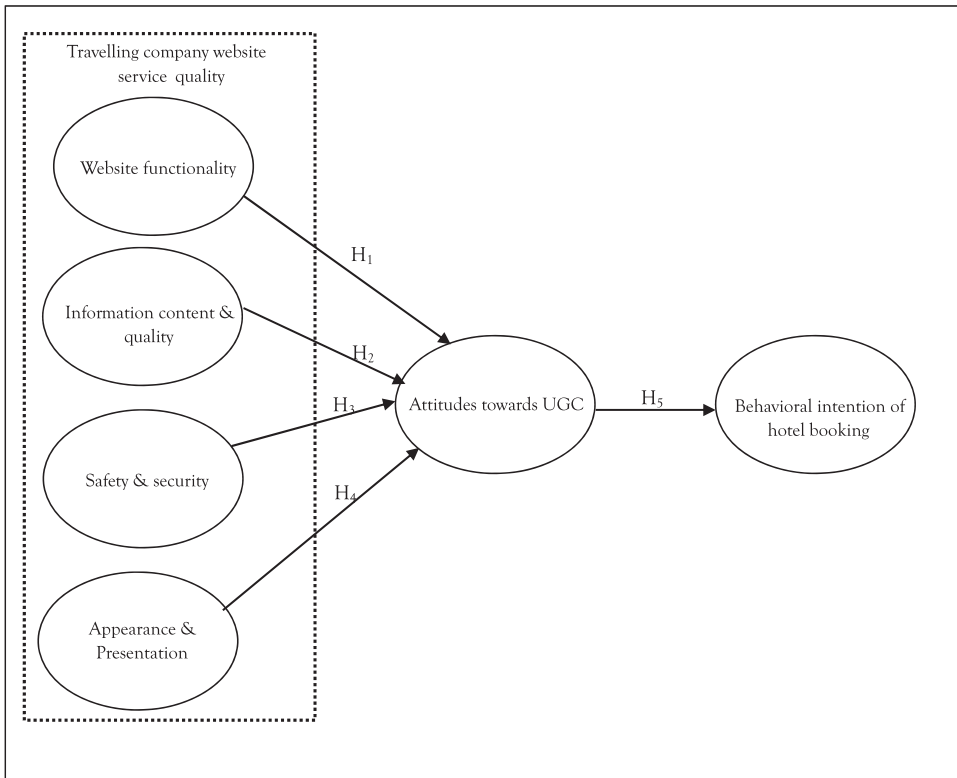 Travelling company website
service quality
Website functionality
H₁
Information content &
quality
H₂
H₃
Attitudes towards UGC
H₅
Behavioral intention of
hotel booking
Safety & security
H₄
Appearance &
Presentation